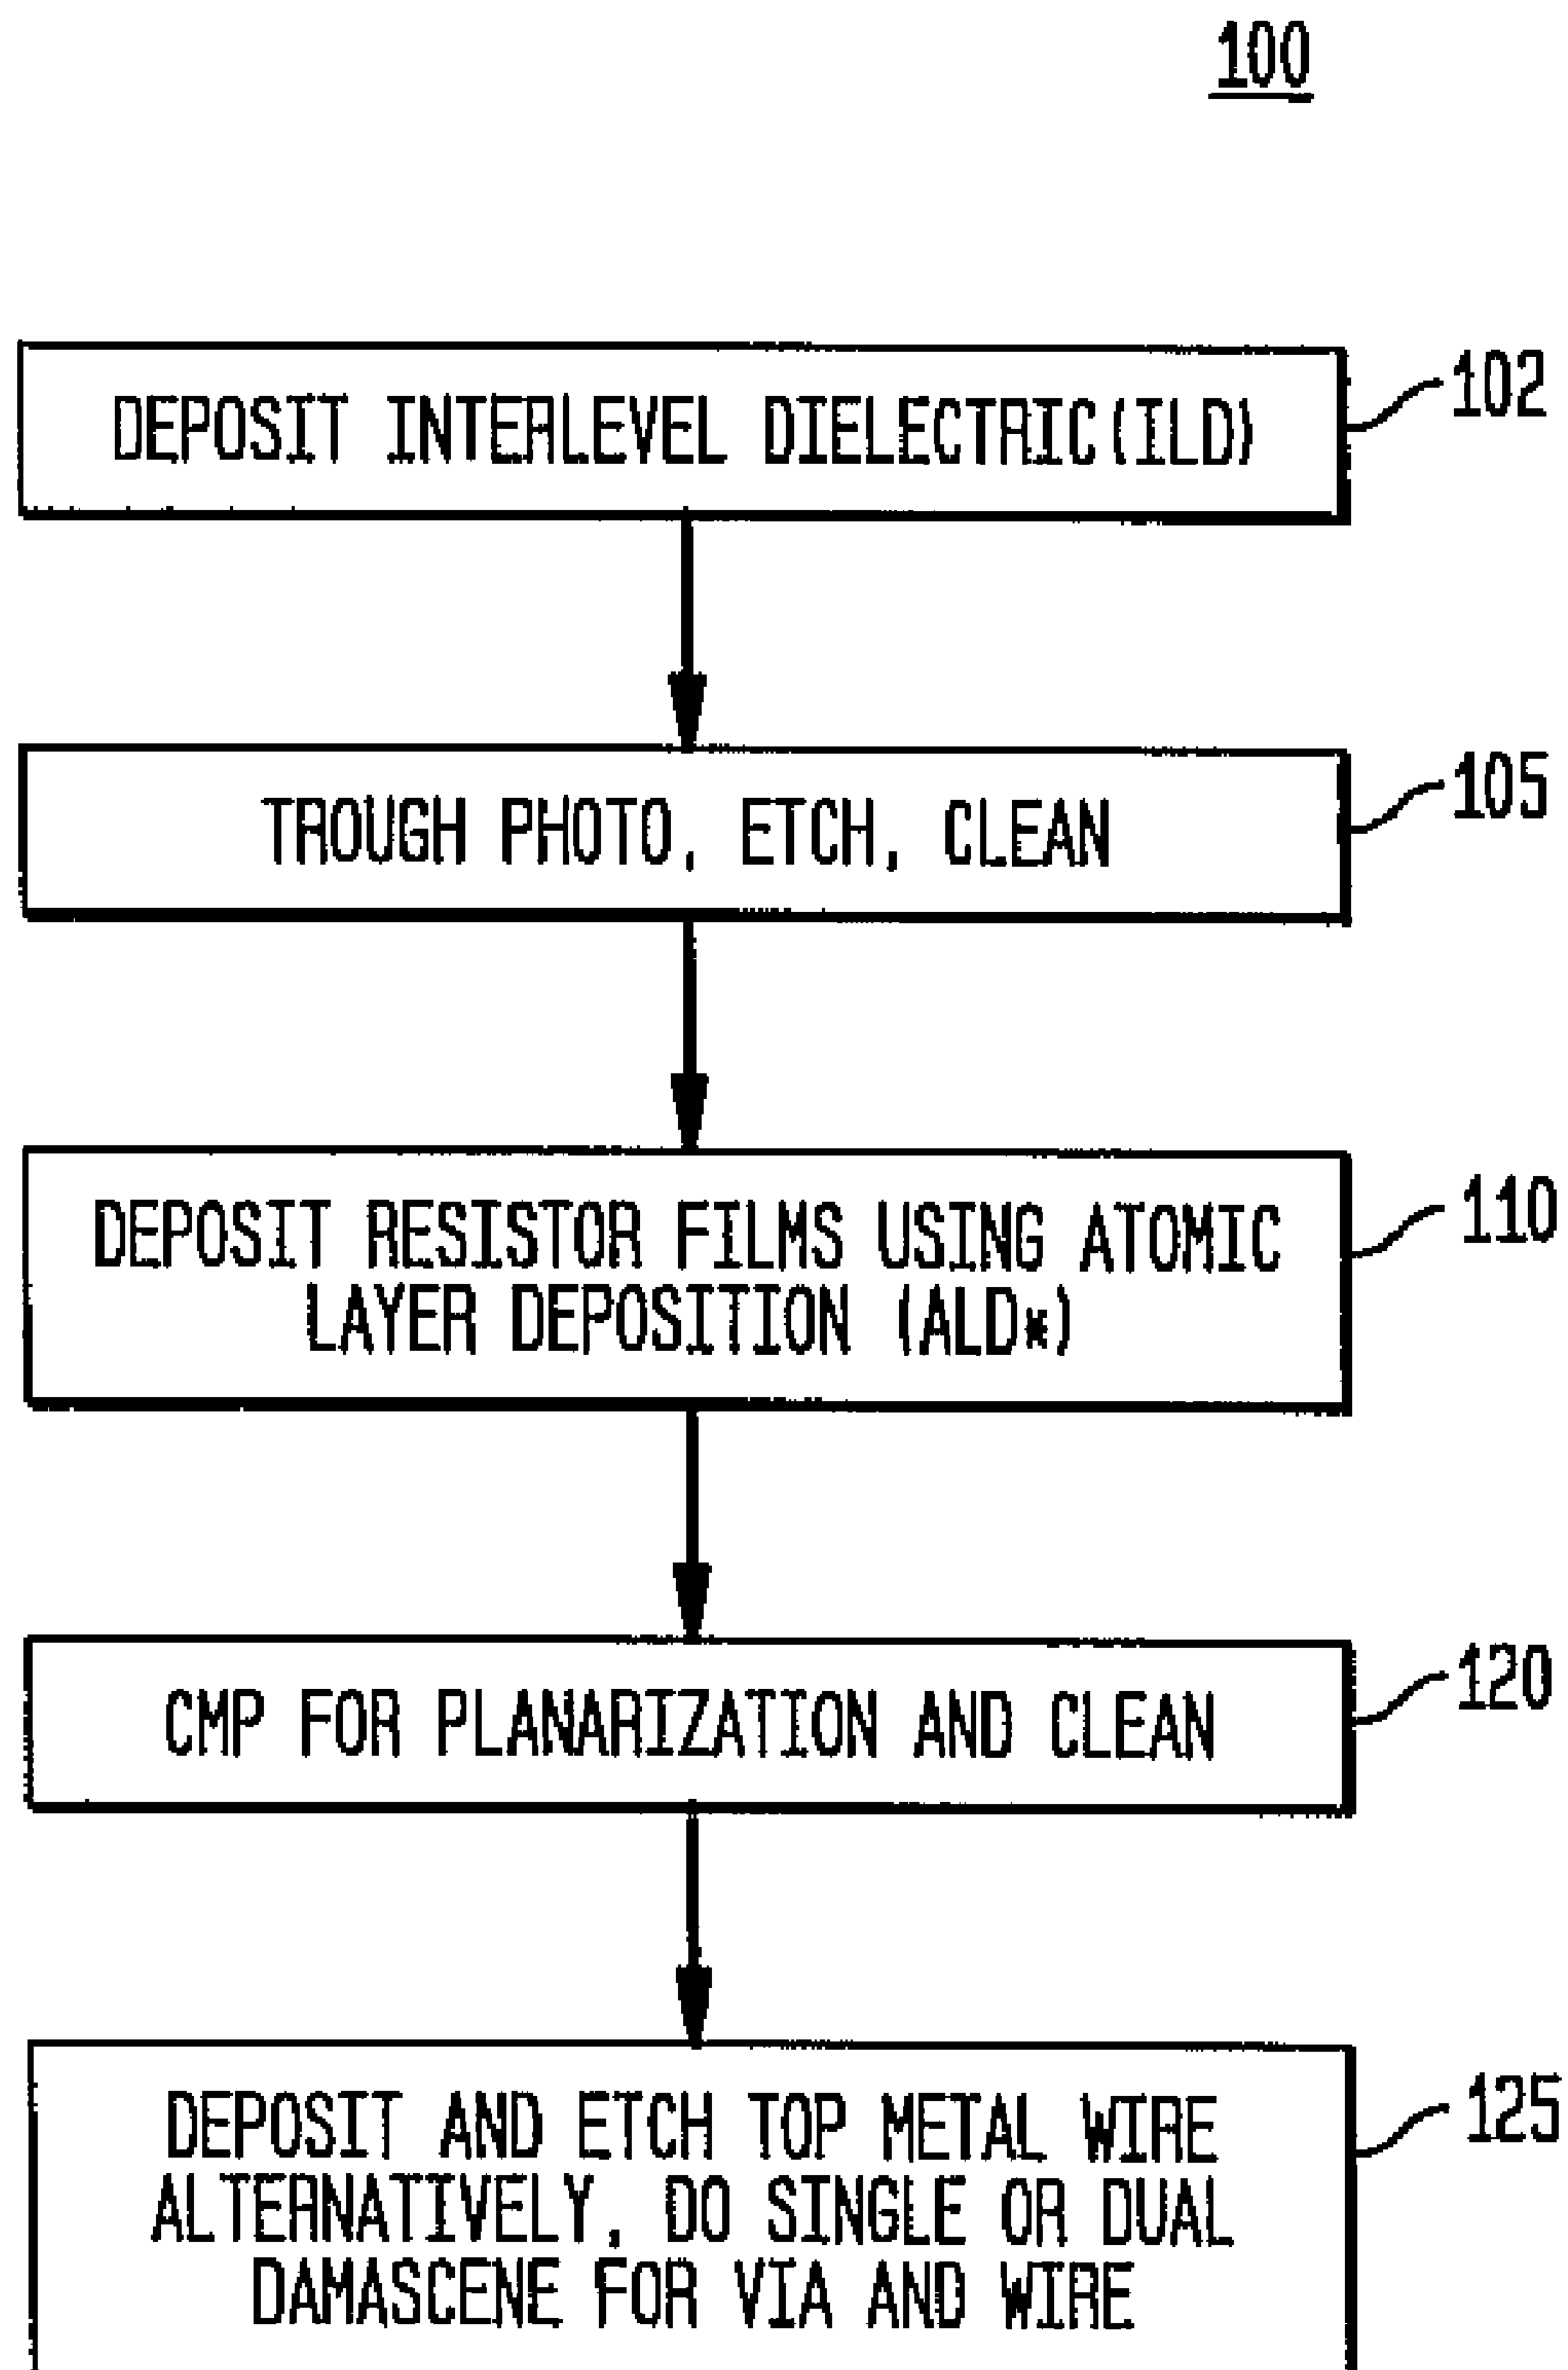 100
DEPOSIT INTERLEVEL DIELECTRIC(ILD)
102
TROUGH PHOTO, ETCH, CLEAN
105
DEPOSIT RESISTOR FILMS USING ATOMIC
LAYER DEPOSITION (ALD*)
110
CMP FOR PLANARIZATION AND CLEAN
120
DEPOSIT AND ETCH TOP METAL WIRE
ALTERNATIVELY, DO SINGLE OR DUAL
DAMASCENE FOR VIA AND WIRE
125